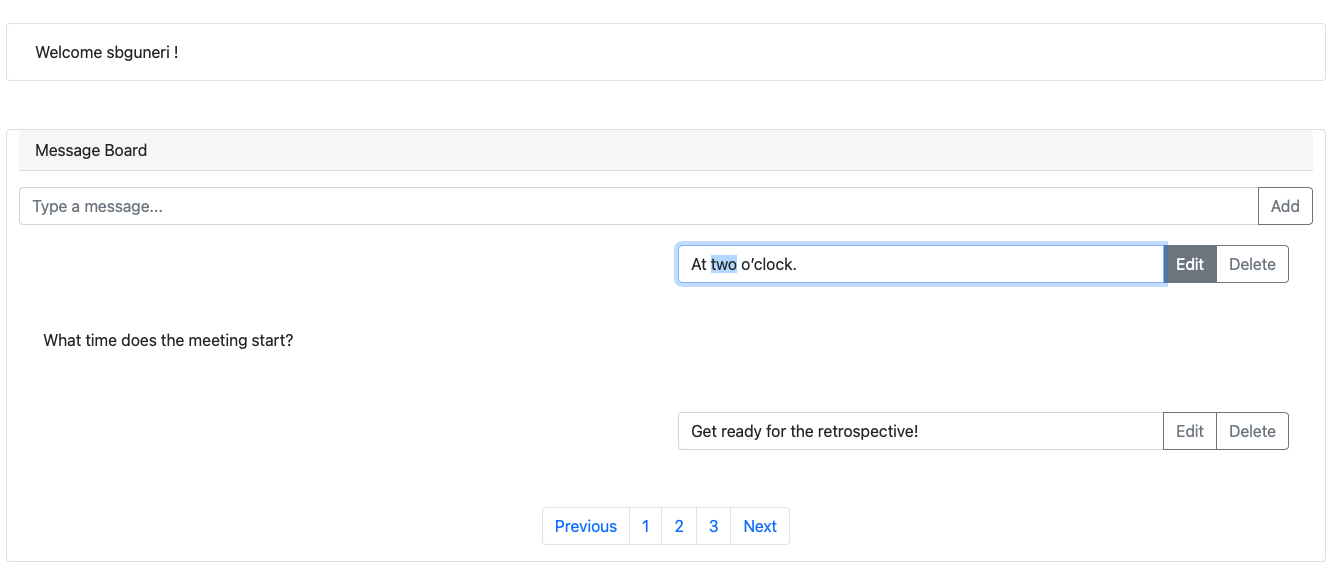 Welcome sbguneri !
Message Board
Type a message...
Add
At two o’clock.
Edit
Delete
What time does the meeting start?
Get ready for the retrospective!
Edit
Delete
Previous 1 2 3 Next